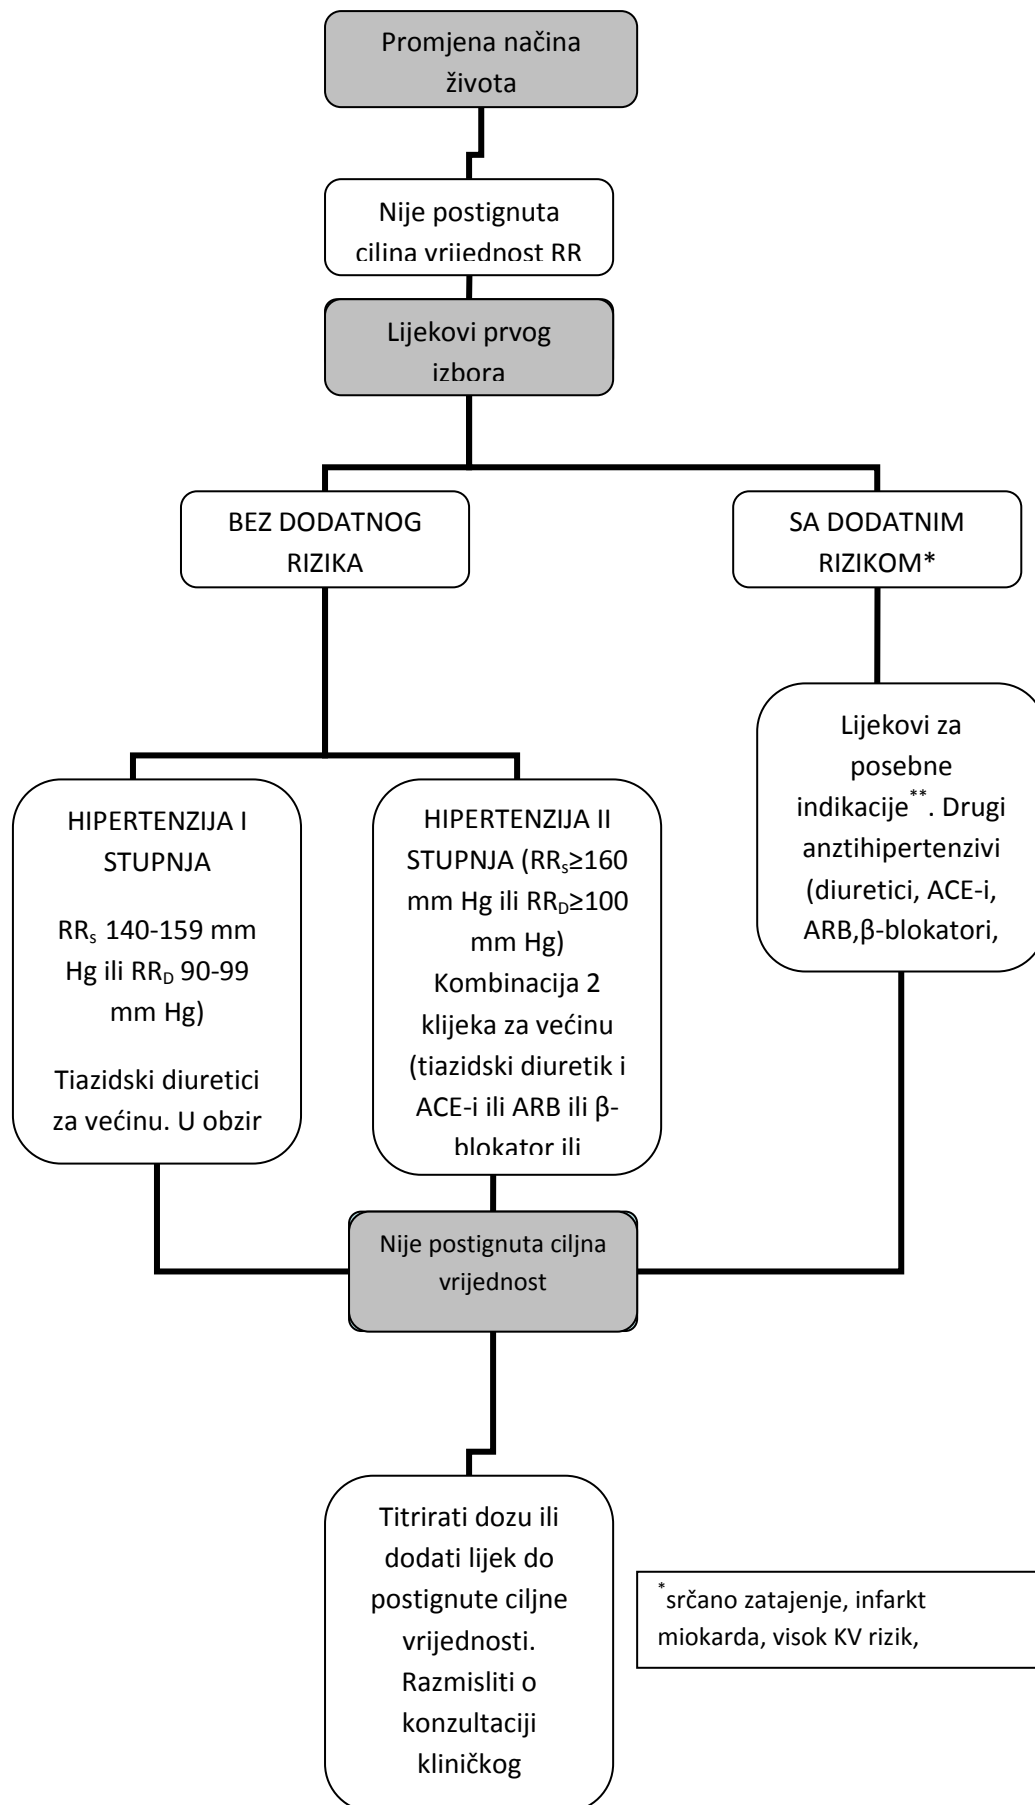 Promjena načina
života
Nije postignuta
ciljna vrijednost RR
Lijekovi prvog
izbora
BEZ DODATNOG
RIZIKA
SA DODATNIM
RIZIKOM*
HIPERTENZIJA I
STUPNJA
RRs 140-159 mm
Hg ili RRD 90-99
mm Hg)
Tiazidski diuretici
za većinu. U obzir
HIPERTENZIJA II
STUPNJA (RRs≥160
mm Hg ili RRD≥100
mm Hg)
Kombinacija 2
klijeka za većinu
(tiazidski diuretik i
ACE-i ili ARB ili β-
blokator ili
Lijekovi za
posebne
indikacije**. Drugi
anztihipertenzivi
(diuretici, ACE-i,
ARB,β-blokatori,
Nije postignuta ciljna
vrijednost
Titrirati dozu ili
dodati lijek do
postignute ciljne
vrijednosti.
Razmisliti o
konzultaciji
kliničkog
*srčano zatajenje, infarkt
miokarda, visok KV rizik,